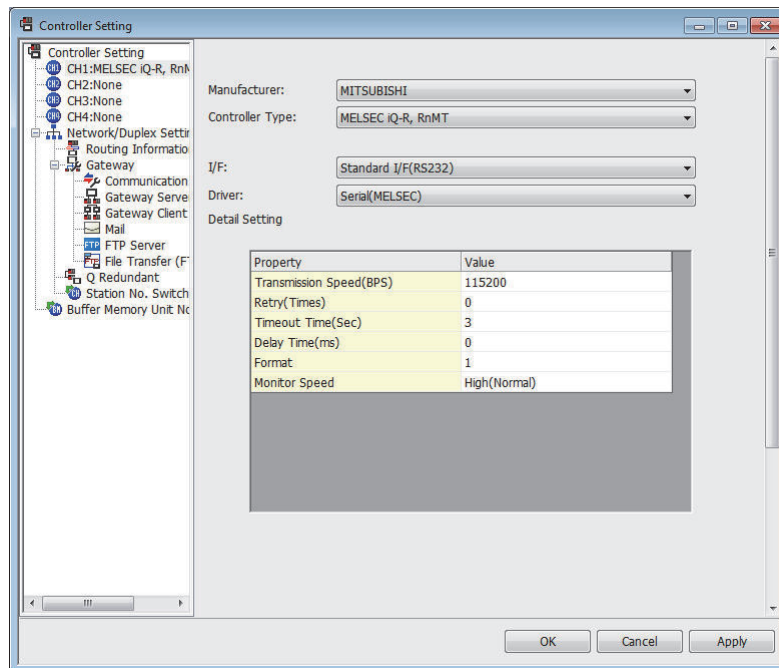 Controller Setting
Controller Setting
CH1:MELSEC iQ-R, Rn
CH2:None
CH3:None
CH4:None
Network/Duplex Settin
Routing Informatio
Gateway
Communication
Gateway Serve
Gateway Client
Mail
FTP FTP Server
File Transfer (F
Q Redundant
Station No. Switch
Buffer Memory Unit No
Manufacturer: MITSUBISHI
Controller Type: MELSEC iQ-R, RnMT
I/F: Standard I/F(RS232)
Driver: Serial(MELSEC)
Detail Setting
Property Value
Transmission Speed(BPS) 115200
Retry(Times) 0
Timeout Time(Sec) 3
Delay Time(ms) 0
Format 1
Monitor Speed High(Normal)
OK Cancel Apply